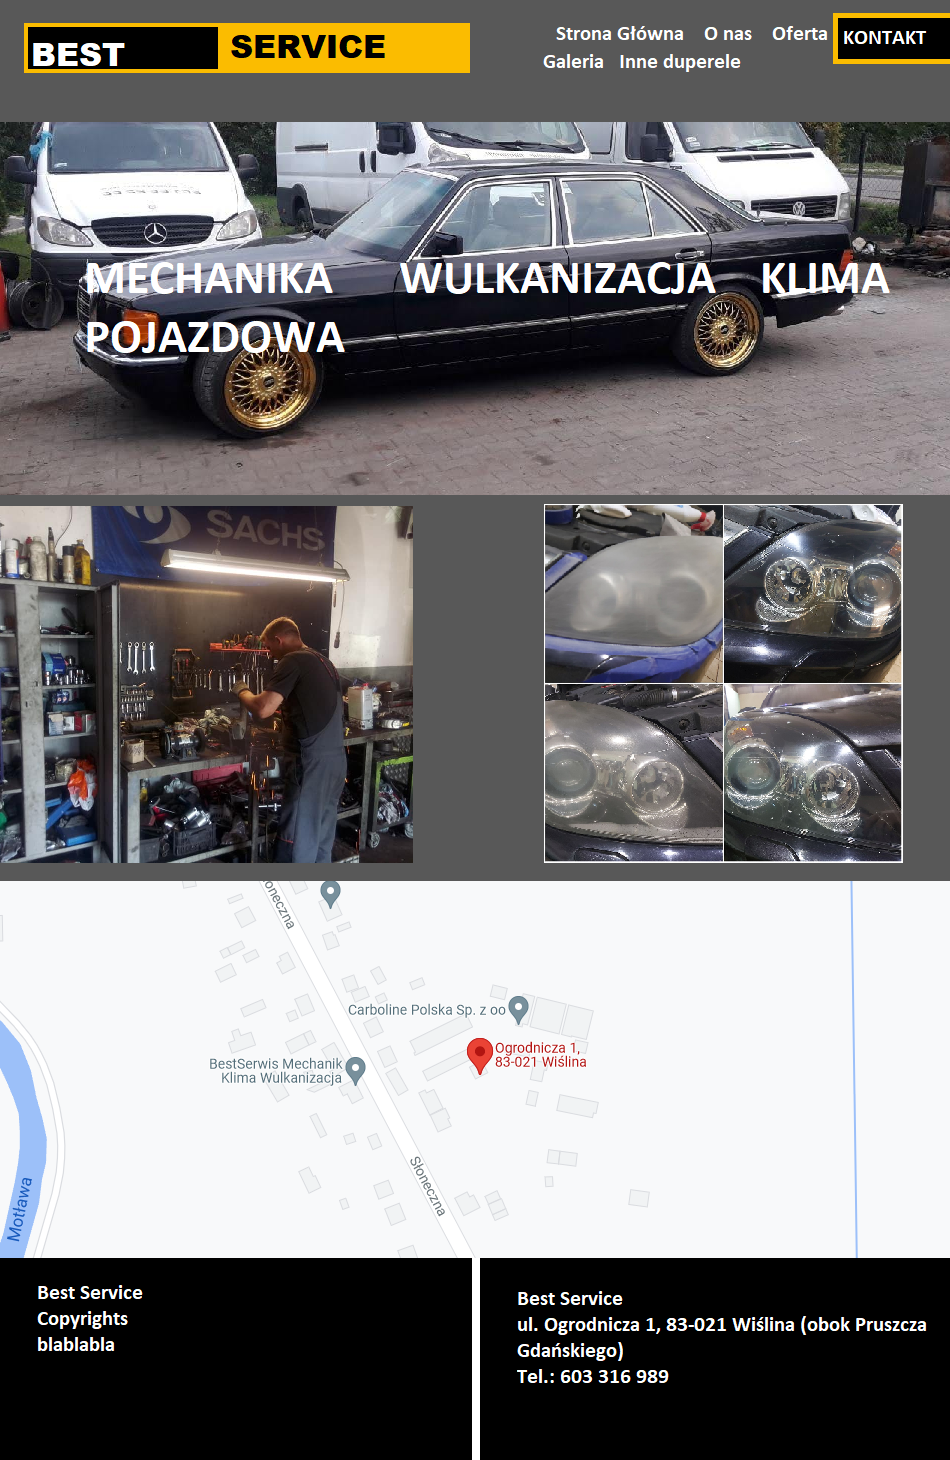 BEST SERVICE
Strona Główna O nas Oferta KONTAKT
Galeria Inne duperele
MECHANIKA WULKANIZACJA KLIMA
POJAZDOWA
SACHS
Słoneczna
Carboline Polska Sp. z oo
Ogrodnicza 1,
83-021 Wiślina
BestSerwis Mechanik
Klima Wulkanizacja
Słoneczna
Motława
Best Service
Copyrights
blablabla
Best Service
ul. Ogrodnicza 1, 83-021 Wiślina (obok Pruszcza
Gdańskiego)
Tel.: 603 316 989